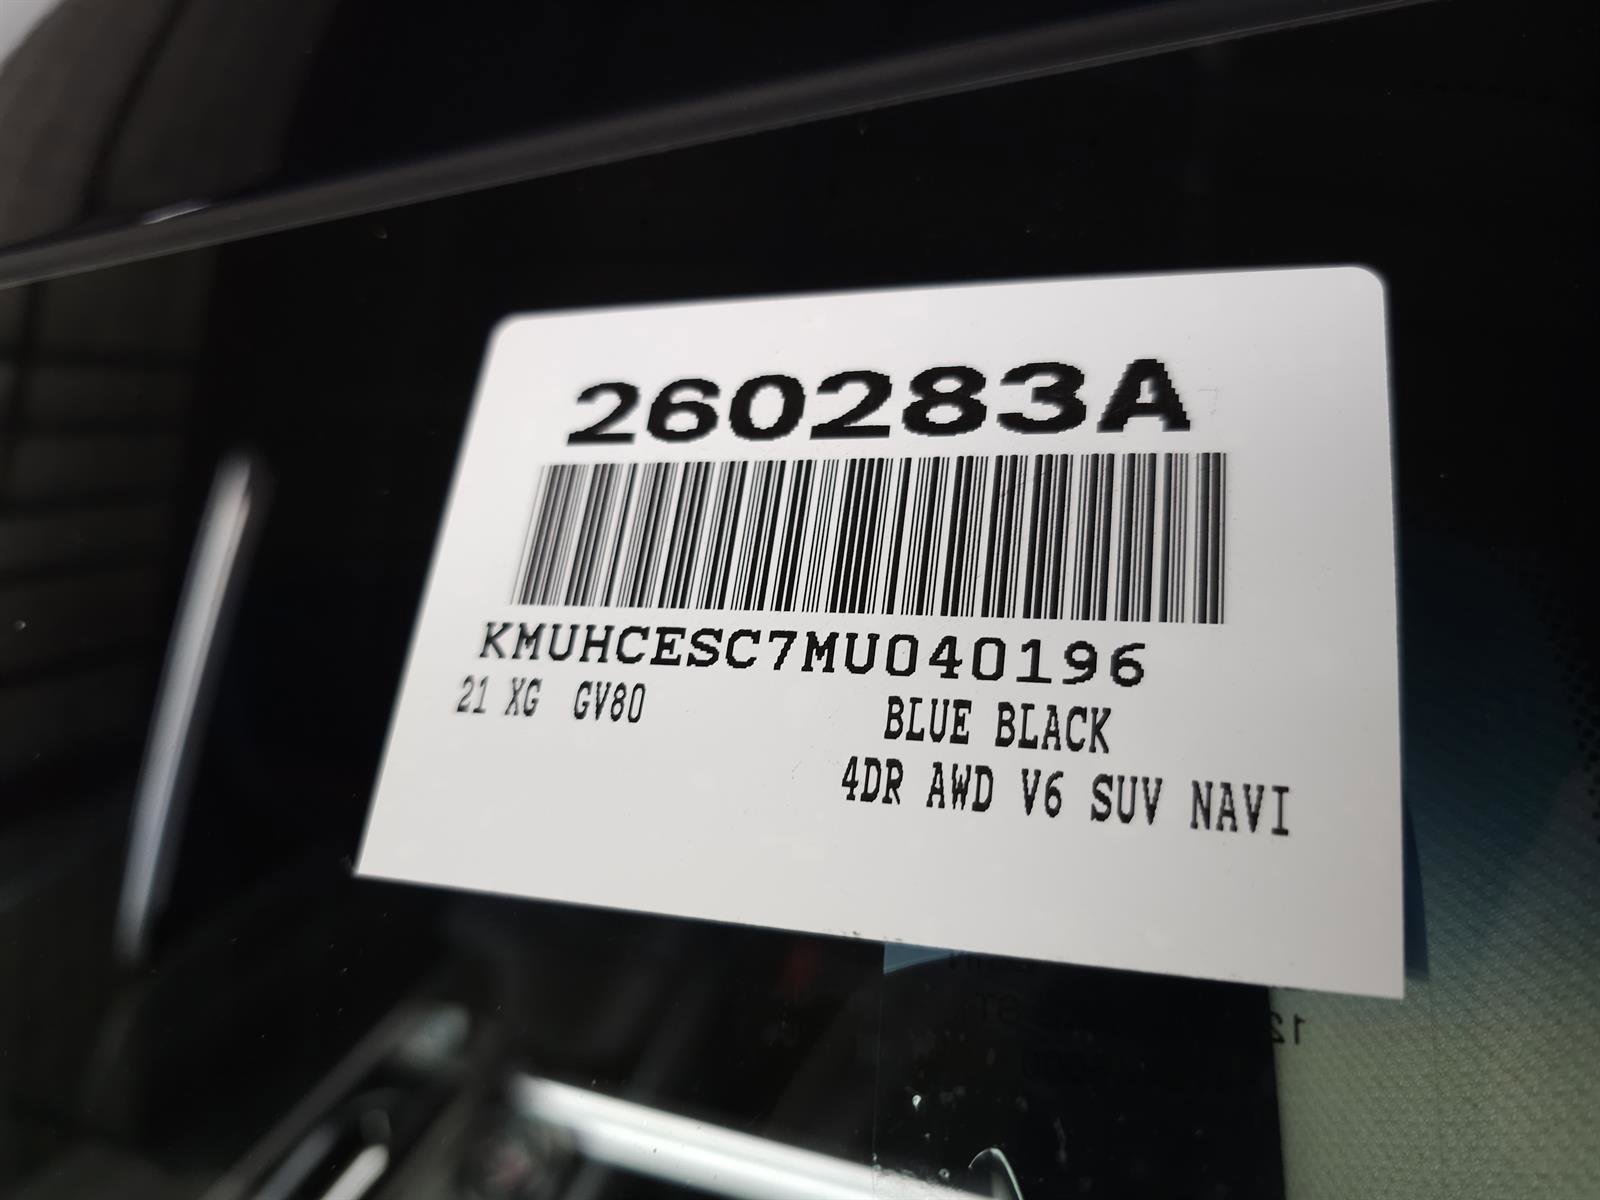 260283A
KMUHCESC7MU040196
21 XG GV80 BLUE BLACK
4DR AWD V6 SUV NAVI